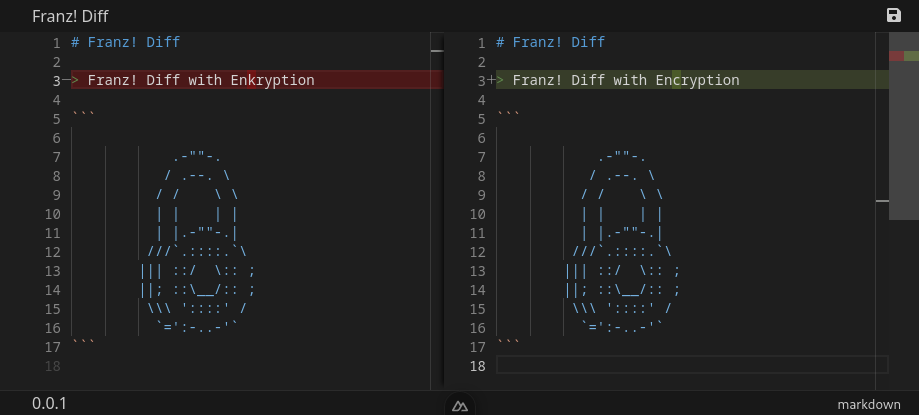 Franz! Diff
1 # Franz! Diff
2
3 > Franz! Diff with Enkryption
4
5 ```
6
7             .-""-.
8            / .--. \
9           / /    \ \
10          | |    | |
11          | |.-""-.|
12         ///`.::::.`\
13        ||| ::/  \:: ;
14        ||; ::\__/:: ;
15         \\\ '::::' /
16          `=':-..-'`
17 ```
18
1 # Franz! Diff
2
3 > Franz! Diff with Encryption
4
5 ```
6
7             .-""-.
8            / .--. \
9           / /    \ \
10          | |    | |
11          | |.-""-.|
12         ///`.::::.`\
13        ||| ::/  \:: ;
14        ||; ::\__/:: ;
15         \\\ '::::' /
16          `=':-..-'`
17 ```
18
0.0.1
markdown